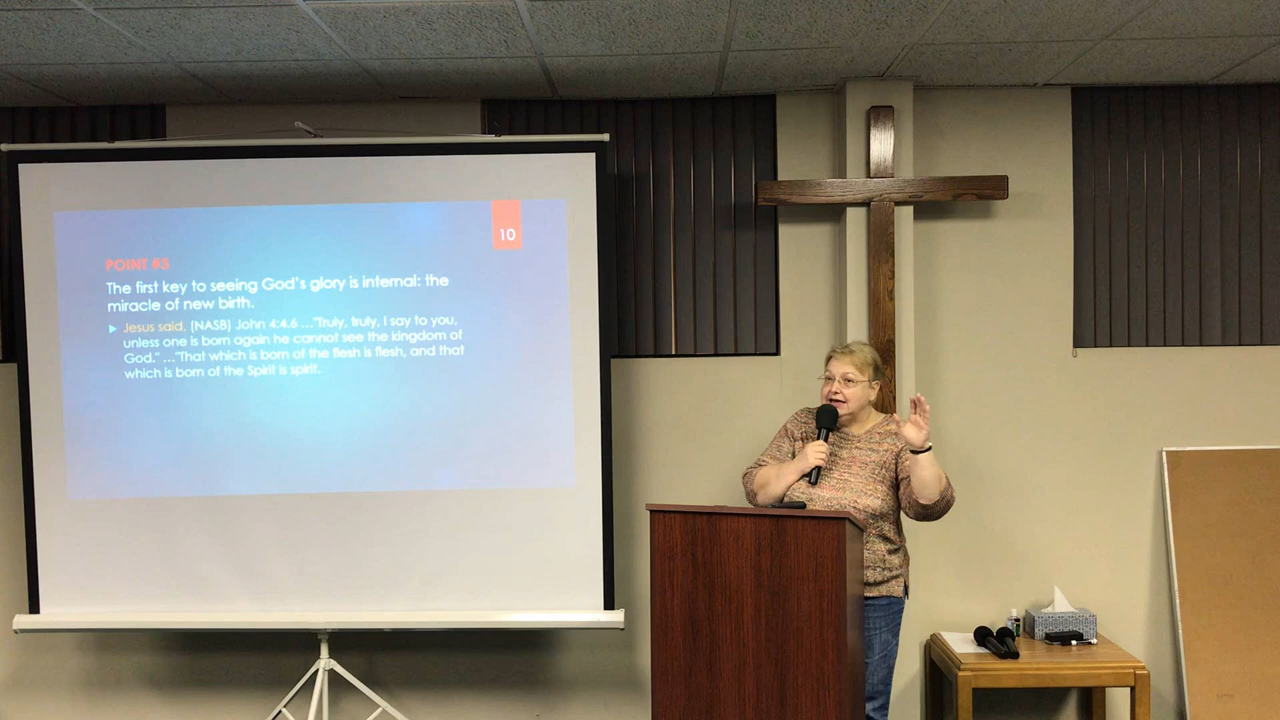 10
POINT #3
The first key to seeing God's glory is internal: the
miracle of new birth.
Jesus said, (NASB) John 4:4,6 ..."Truly, truly, I say to you,
unless one is born again he cannot see the kingdom of
God." ..."That which is born of the flesh is flesh, and that
which is born of the Spirit is spirit.